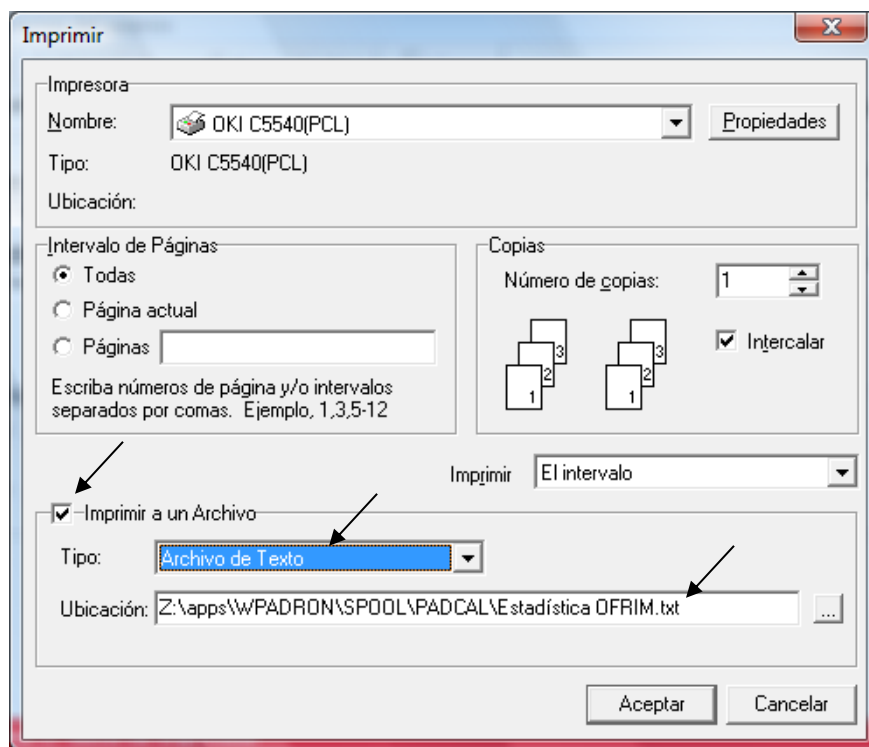 Imprimir
Impresora
Nombre: OKI C5540(PCL) Propiedades
Tipo: OKI C5540(PCL)
Ubicación:
Intervalo de Páginas
Todas
Página actual
Páginas
Escriba números de página y/o intervalos
separados por comas. Ejemplo, 1,3,5-12
Copias
Número de copias: 1
1 2 3 1 2 3
Intercalar
Imprimir El intervalo
Imprimir a un Archivo
Tipo: Archivo de Texto
Ubicación: Z:\apps\WPADRON\SPOOL\PADCAL\Estadística OFRIM.txt ...
Aceptar Cancelar